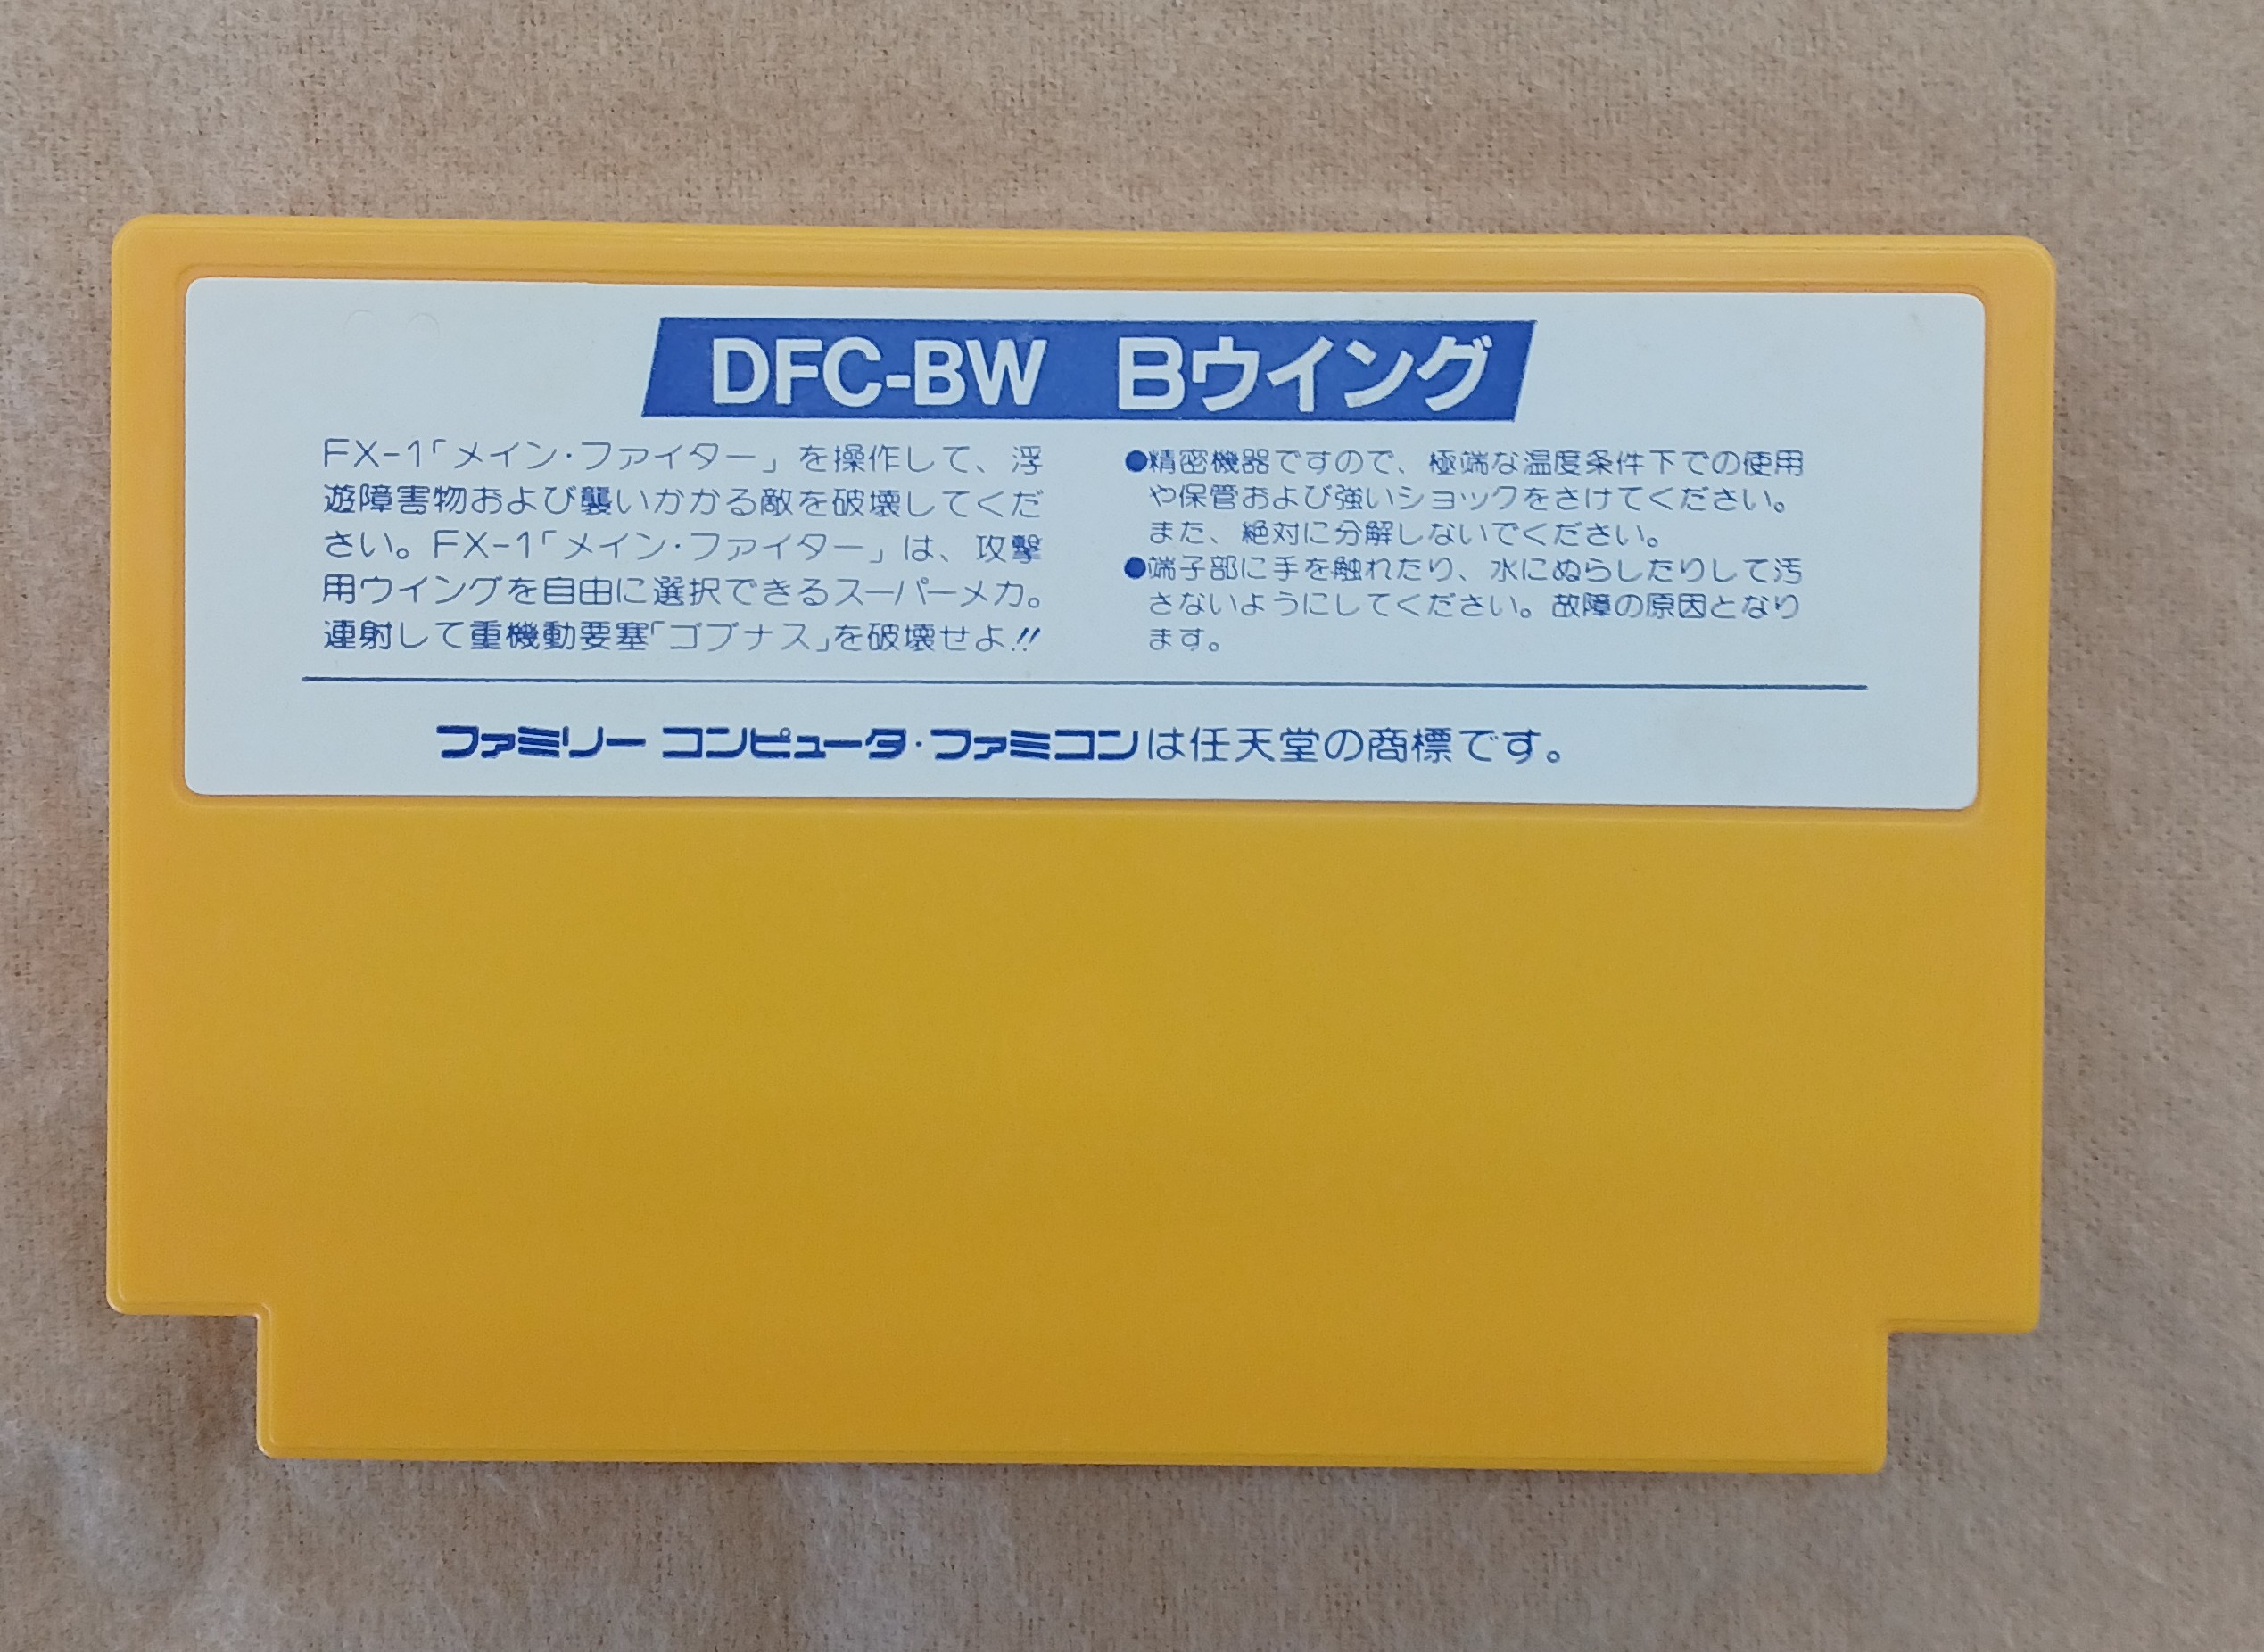 DFC-BW Bウイング
FX-1「メイン・ファイター」を操作して、浮
遊障害物および襲いかかる敵を破壊してくだ
さい。FX-1「メイン・ファイター」は、攻撃
用ウイングを自由に選択できるスーパーメカ。
連射して重機動要塞「ゴブナス」を破壊せよ!!
●精密機器ですので、極端な温度条件下での使用
や保管および強いショックをさけてください。
また、絶対に分解しないでください。
●端子部に手を触れたり、水にぬらしたりして汚
さないようにしてください。故障の原因となり
ます。
ファミリー コンピュータ・ファミコンは任天堂の商標です。